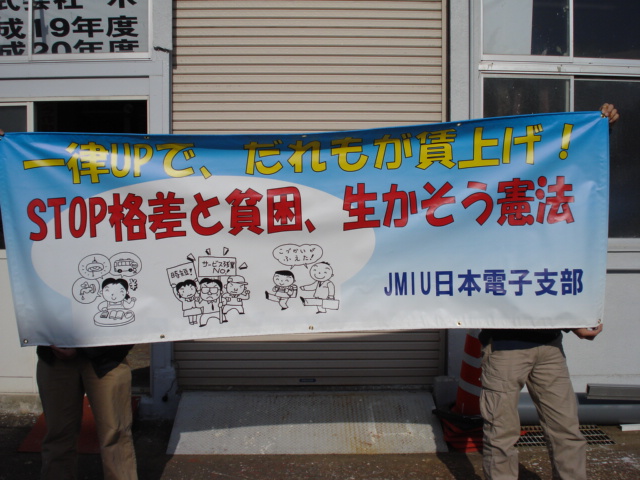 成19年度
成20年度
一律UPで、だれもが賃上げ！
STOP格差と貧困、生かそう憲法
時短!
サービス残業
NO!
こづかいが
ふえた!
JMIU日本電子支部